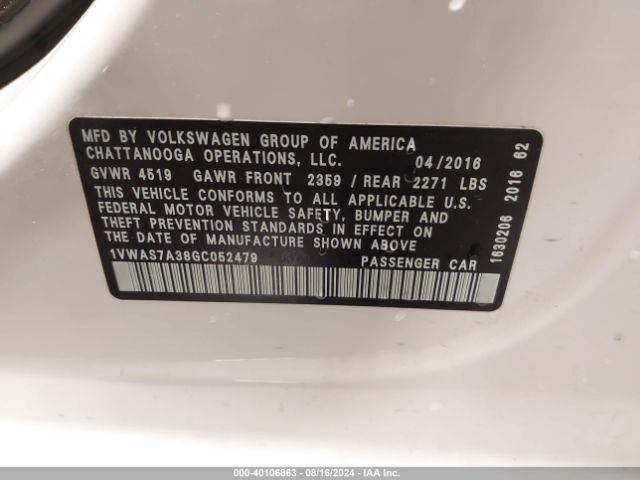 MFD BY VOLKSWAGEN GROUP OF AMERICA
CHATTANOOGA OPERATIONS, LLC. 04/2016
GVWR 4519 GAWR FRONT 2359 / REAR 2271 LBS
THIS VEHICLE CONFORMS TO ALL APPLICABLE U.S.
FEDERAL MOTOR VEHICLE SAFETY, BUMPER AND
THEFT PREVENTION STANDARDS IN EFFECT ON
THE DATE OF MANUFACTURE SHOWN ABOVE
1VWAS7A38GC052479 PASSENGER CAR
1630206 2016 62
000-40106863 - 08/16/2024 - IAAI.com